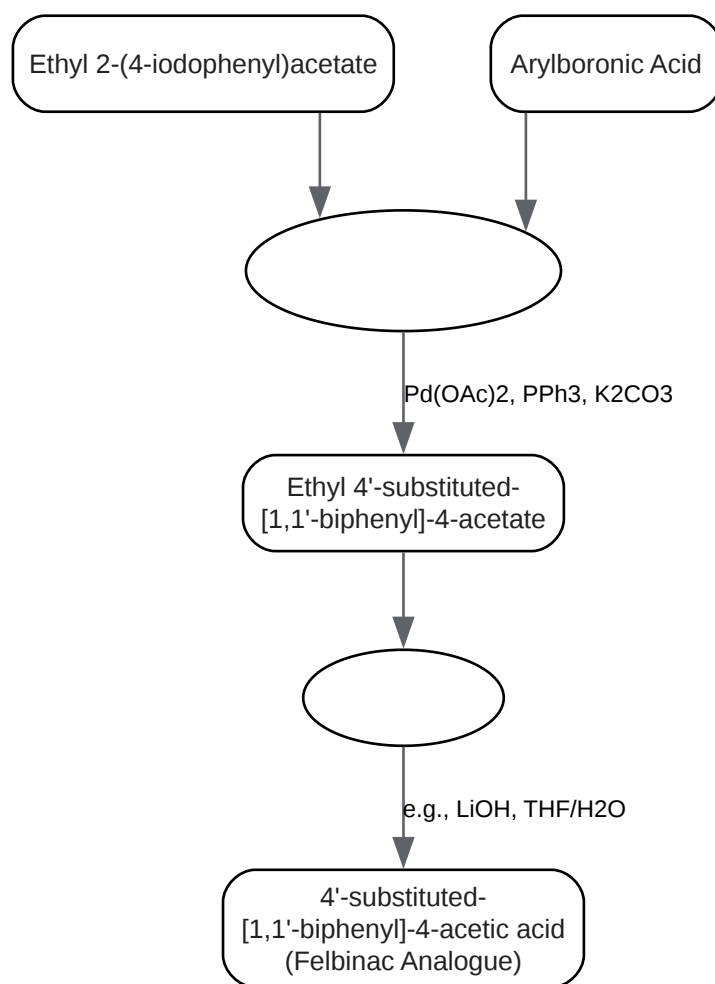 Ethyl 2-(4-iodophenyl)acetate
Arylboronic Acid
Pd(OAc)2, PPh3, K2CO3
Ethyl 4'-substituted-
[1,1'-biphenyl]-4-acetate
e.g., LiOH, THF/H2O
4'-substituted-
[1,1'-biphenyl]-4-acetic acid
(Felbinac Analogue)